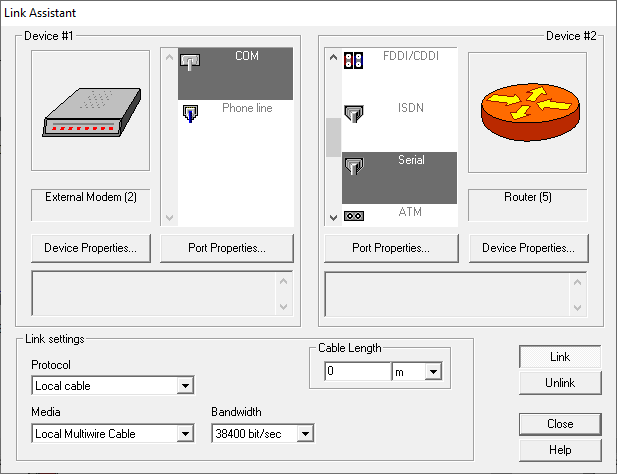 Link Assistant
Device #1
Device #2
COM
Phone line
FDDI/CDDI
ISDN
Serial
ATM
External Modem (2)
Router (5)
Device Properties...
Port Properties...
Port Properties...
Device Properties...
Link settings
Protocol
Local cable
Cable Length
0
m
Media
Local Multiwire Cable
Bandwidth
38400 bit/sec
Link
Unlink
Close
Help